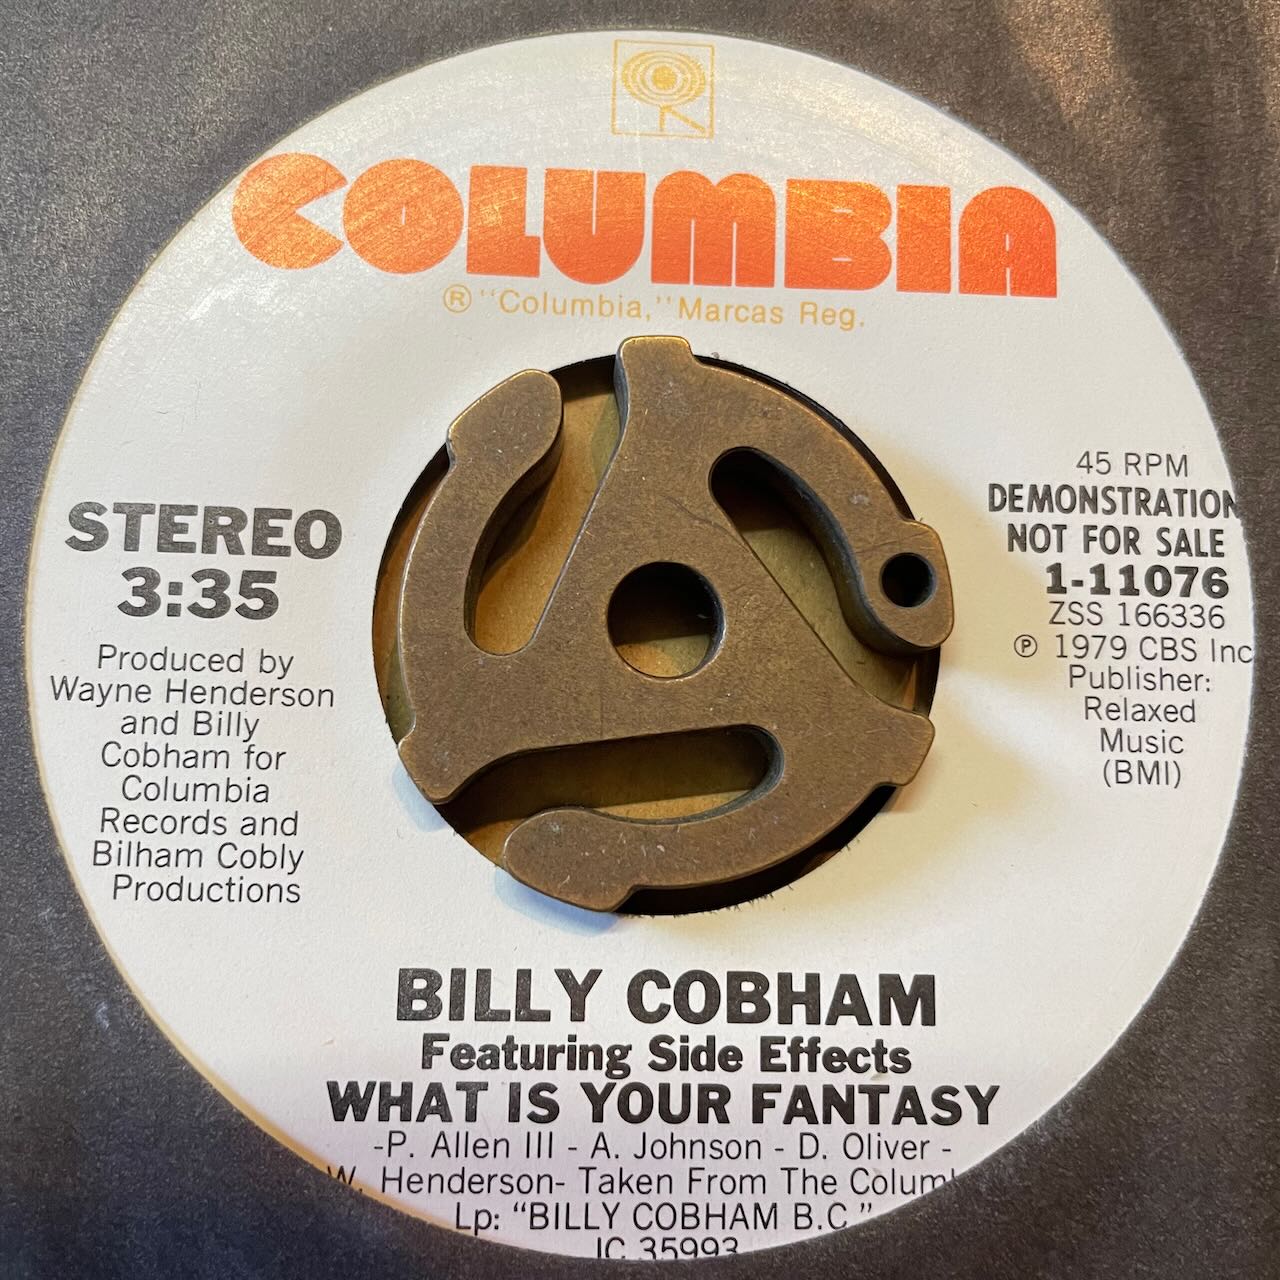 COLUMBIA
® "Columbia," Marcas Reg.
STEREO
3:35
Produced by
Wayne Henderson
and Billy
Cobham for
Columbia
Records and
Bilham Cobly
Productions
45 RPM
DEMONSTRATION
NOT FOR SALE
1-11076
ZSS 166336
℗ 1979 CBS Inc
Publisher:
Relaxed
Music
(BMI)
BILLY COBHAM
Featuring Side Effects
WHAT IS YOUR FANTASY
-P. Allen III - A. Johnson - D. Oliver -
W. Henderson- Taken From The
Lp: "BILLY COBHAM B.C."
JC 35993